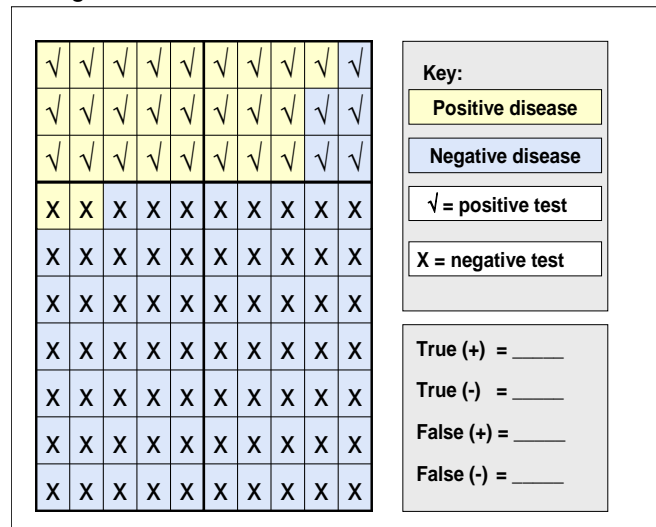 √ √ √ √ √ √ √ √ √ √
√ √ √ √ √ √ √ √ √ √
√ √ √ √ √ √ √ √ √ √
X X X X X X X X X X
X X X X X X X X X X
X X X X X X X X X X
X X X X X X X X X X
X X X X X X X X X X
X X X X X X X X X X
X X X X X X X X X X
Key:
Positive disease
Negative disease
√ = positive test
X = negative test
True (+) = _____
True (-) = _____
False (+) = _____
False (-) = _____